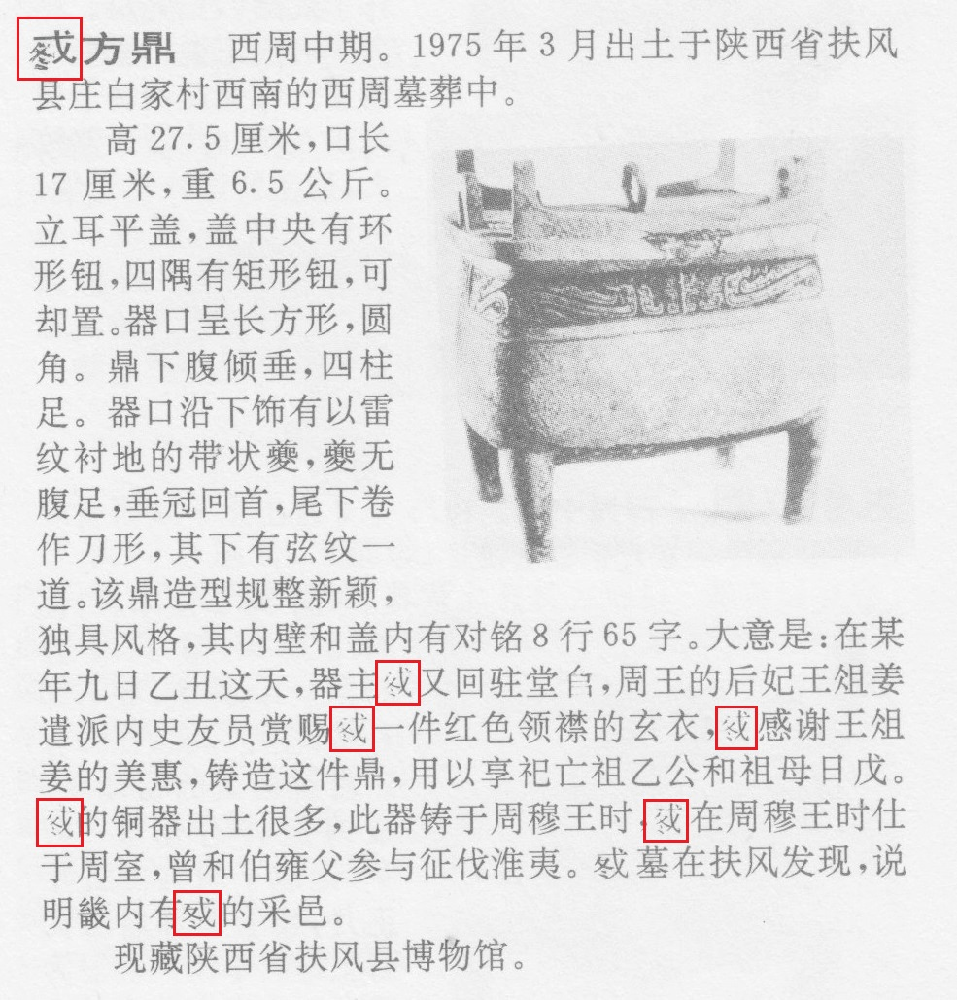 方鼎 西周中期。1975年3月出土于陕西省扶风
县庄白家村西南的西周墓葬中。
高27.5厘米,口长
17厘米,重6.5公斤。
立耳平盖,盖中央有环
形钮,四隅有矩形钮,可
却置。器口呈长方形,圆
角。鼎下腹倾垂,四柱
足。器口沿下饰有以雷
纹衬地的带状夔,夔无
腹足,垂冠回首,尾下卷
作刀形,其下有弦纹一
道。该鼎造型规整新颖,
独具风格,其内壁和盖内有对铭8行65字。大意是:在某
年九日乙丑这天,器主又回驻堂𠂤,周王的后妃王俎姜
遣派内史友员赏赐一件红色领襟的玄衣,感谢王俎
姜的美惠,铸造这件鼎,用以享祀亡祖乙公和祖母日戊。
的铜器出土很多,此器铸于周穆王时,在周穆王时仕
于周室,曾和伯雍父参与征伐淮夷。墓在扶风发现,说
明畿内有的采邑。
现藏陕西省扶风县博物馆。